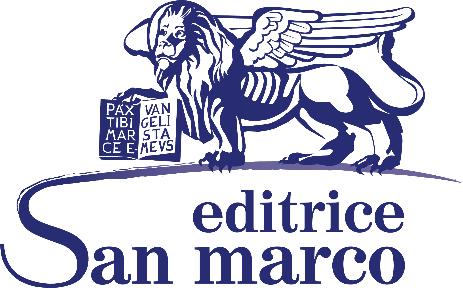 PAX
TIBI
MAR
CE E
VAN
GELI
STA
MEVS
editrice
San marco